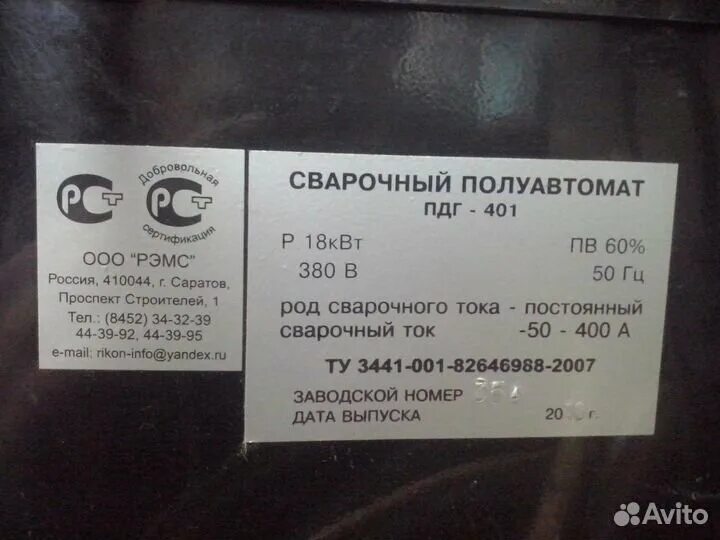 РСТ
Добровольная
РСТ
сертификация
ООО "РЭМС"
Россия, 410044, г. Саратов,
Проспект Строителей, 1
Тел.: (8452) 34-32-39
44-39-92, 44-39-95
e-mail: rikon-info@yandex.ru
СВАРОЧНЫЙ ПОЛУАВТОМАТ
ПДГ - 401
Р 18кВт ПВ 60%
380 В 50 Гц
род сварочного тока - постоянный
сварочный ток -50 - 400 А
ТУ 3441-001-82646988-2007
ЗАВОДСКОЙ НОМЕР
ДАТА ВЫПУСКА г.
Avito